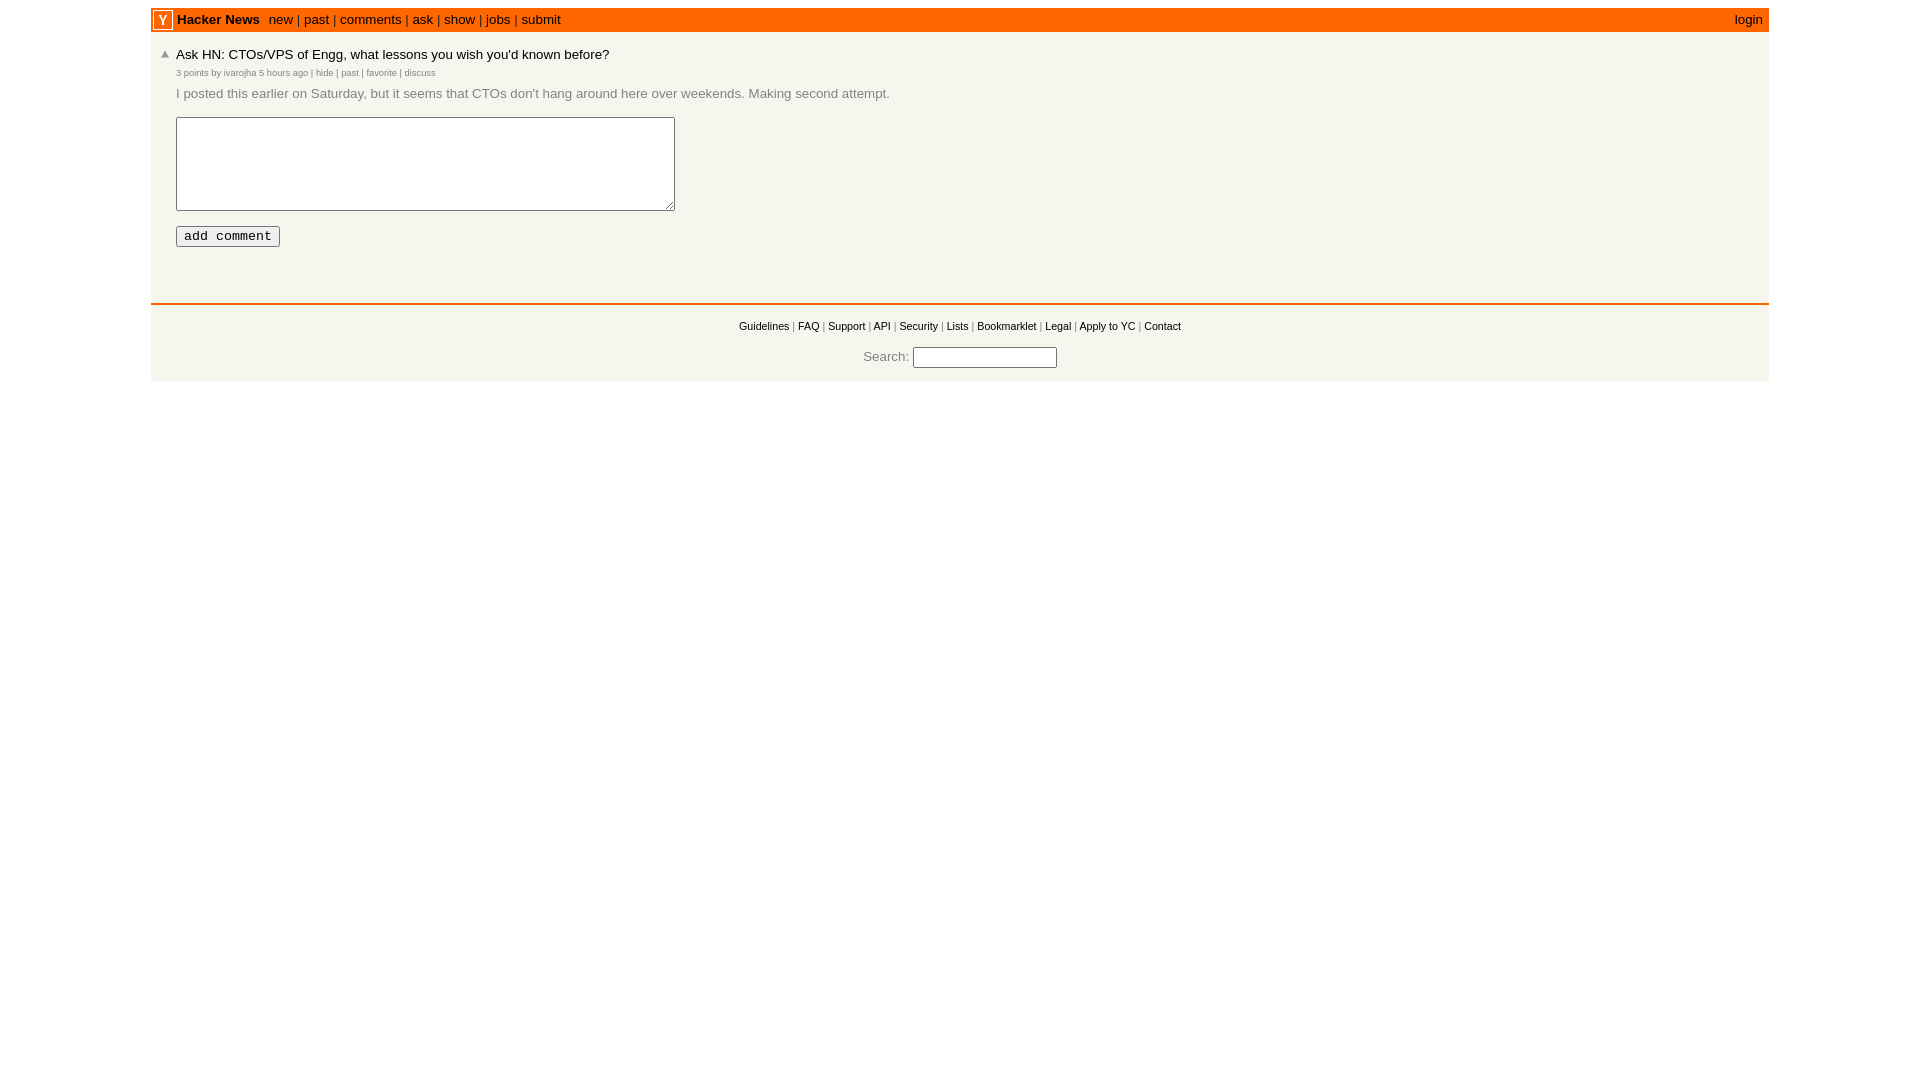 Y Hacker News new | past | comments | ask | show | jobs | submit login
Ask HN: CTOs/VPS of Engg, what lessons you wish you'd known before?
3 points by ivarojha 5 hours ago | hide | past | favorite | discuss
I posted this earlier on Saturday, but it seems that CTOs don't hang around here over weekends. Making second attempt.
add comment
Guidelines | FAQ | Support | API | Security | Lists | Bookmarklet | Legal | Apply to YC | Contact
Search: